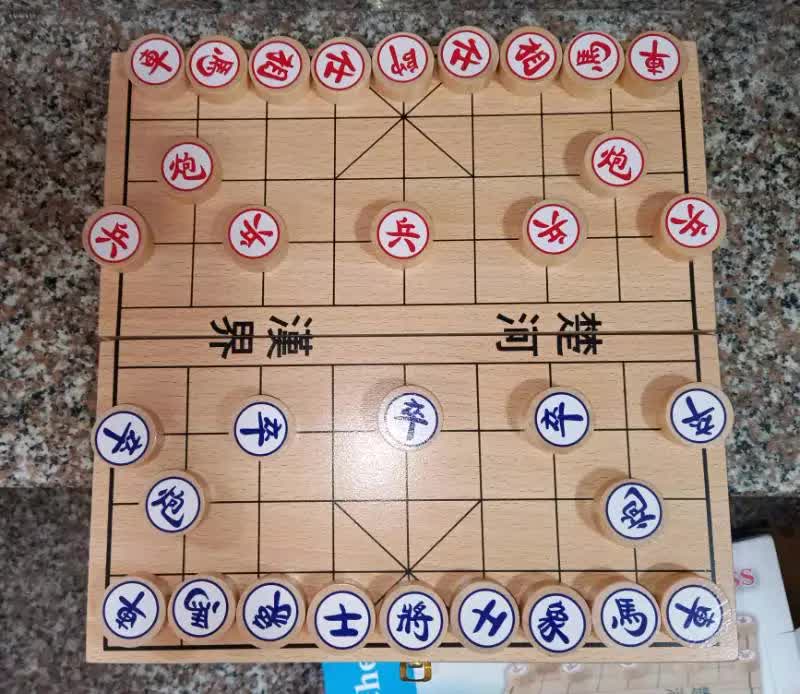 車 馬 相 仕 帥 仕 相 馬 車
炮 炮
兵 兵 兵 兵 兵
楚河 漢界
卒 卒 卒 卒 卒
炮 炮
車 馬 象 士 將 士 象 馬 車